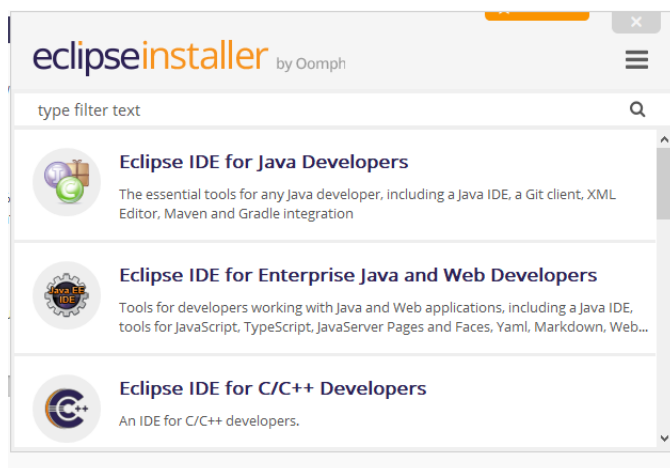 eclipseinstaller by Oomph
type filter text
Eclipse IDE for Java Developers
The essential tools for any Java developer, including a Java IDE, a Git client, XML
Editor, Maven and Gradle integration
Java EE
IDE
Eclipse IDE for Enterprise Java and Web Developers
Tools for developers working with Java and Web applications, including a Java IDE,
tools for JavaScript, TypeScript, JavaServer Pages and Faces, Yaml, Markdown, Web...
C++
Eclipse IDE for C/C++ Developers
An IDE for C/C++ developers.